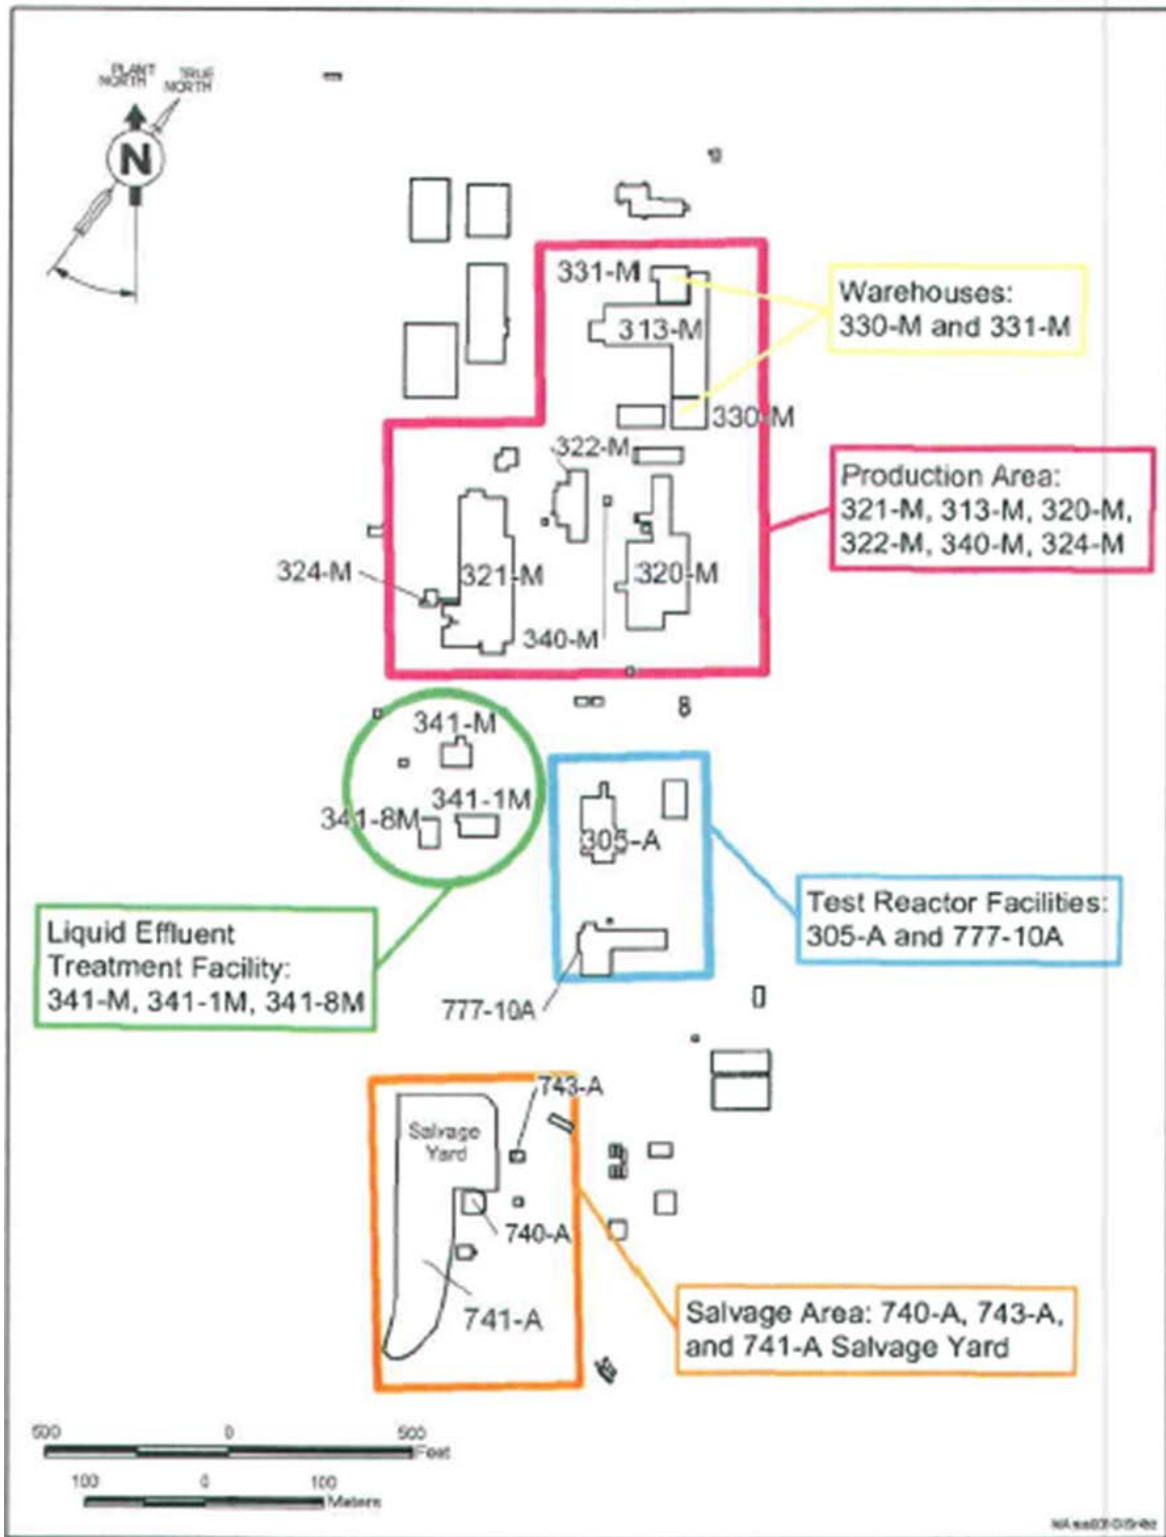 PLANT NORTH
TRUE NORTH
N
331-M
313-M
Warehouses:
330-M and 331-M
330-M
322-M
Production Area:
321-M, 313-M, 320-M,
322-M, 340-M, 324-M
324-M
321-M
320-M
340-M
341-M
341-1M
341-8M
305-A
Test Reactor Facilities:
305-A and 777-10A
Liquid Effluent
Treatment Facility:
341-M, 341-1M, 341-8M
777-10A
743-A
Salvage
Yard
740-A
741-A
Salvage Area: 740-A, 743-A,
and 741-A Salvage Yard
500 0 500
Feet
100 0 100
Meters